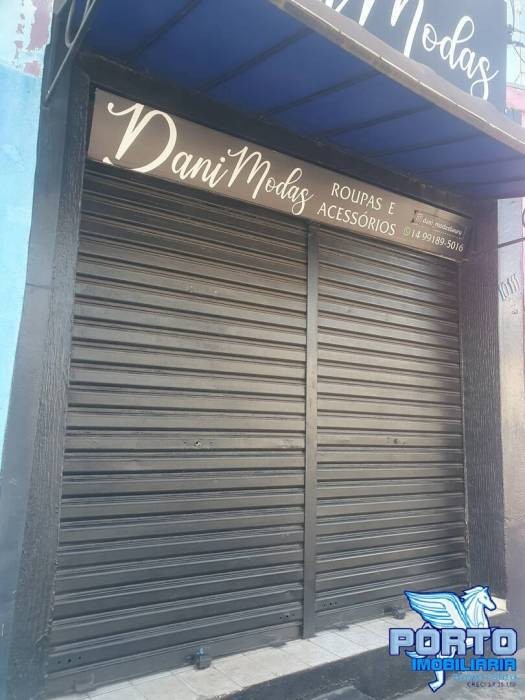 Modas
Dani Modas
ROUPAS E
ACESSÓRIOS
14 99189-5016
PORTO
IMOBILIÁRIA